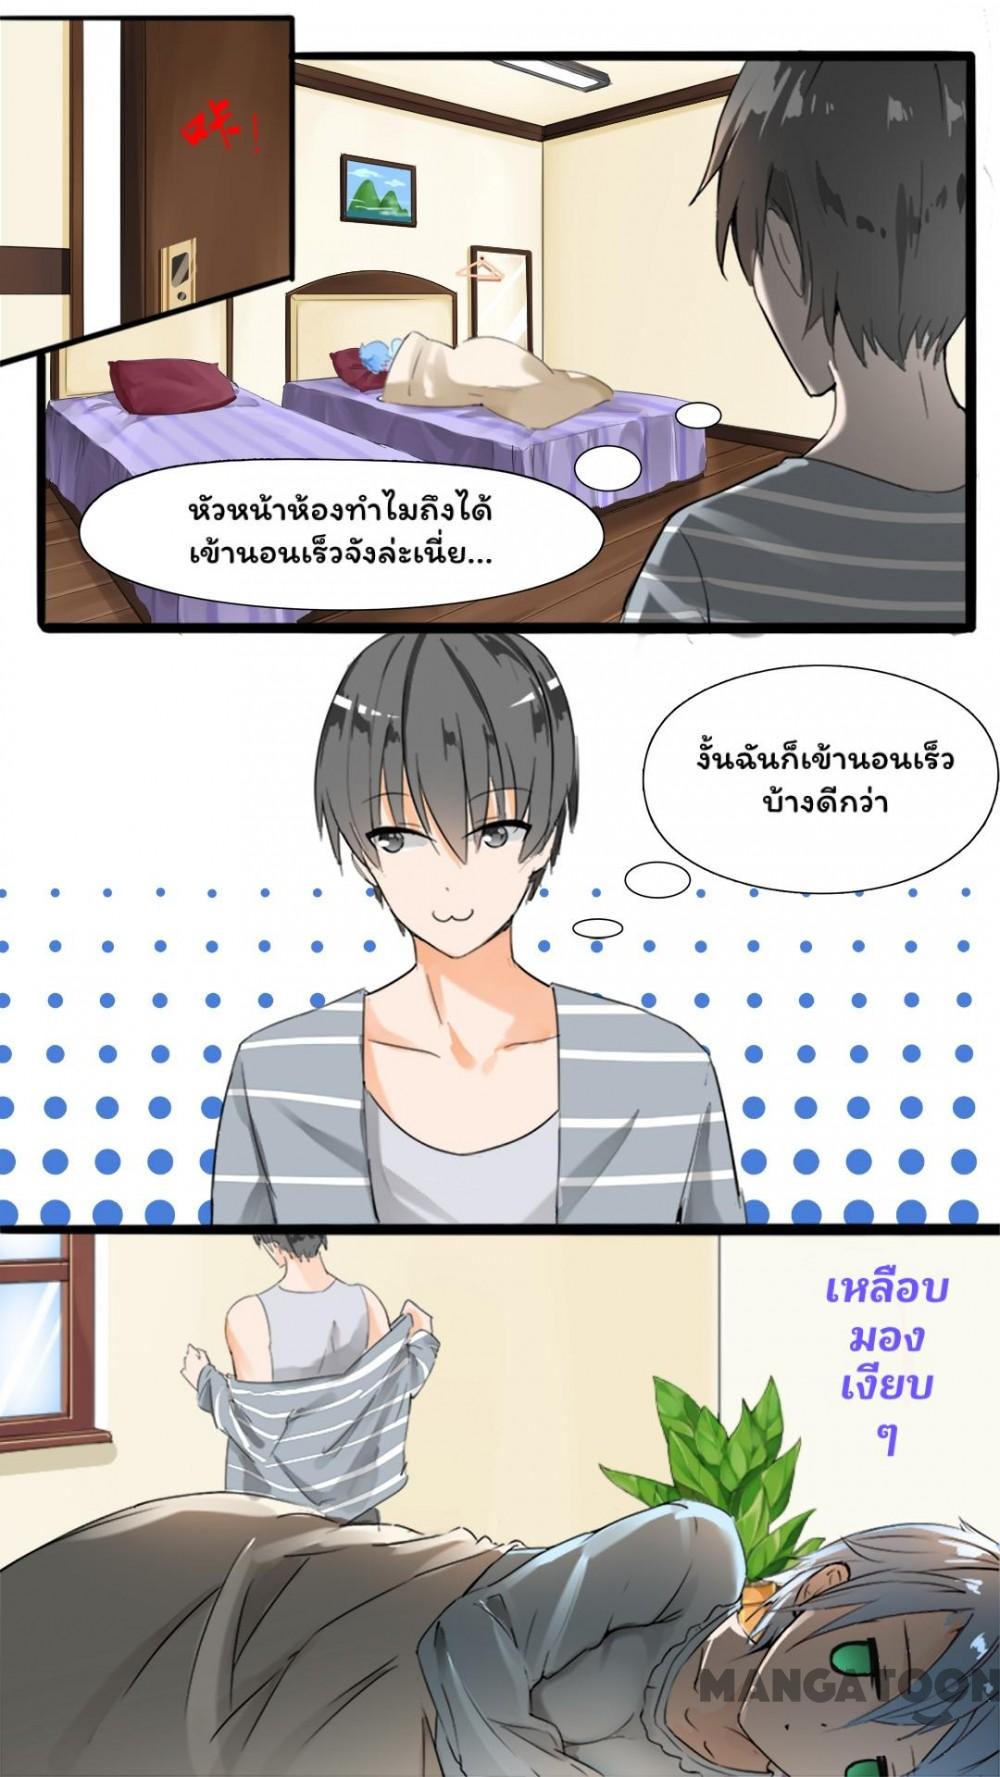 咔！
หัวหน้าห้องทำไมถึงได้
เข้านอนเร็วจังล่ะเนี่ย...
งั้นฉันก็เข้านอนเร็ว
บ้างดีกว่า
เหลือบ
มอง
เงียบ
ๆ
MANGATOON